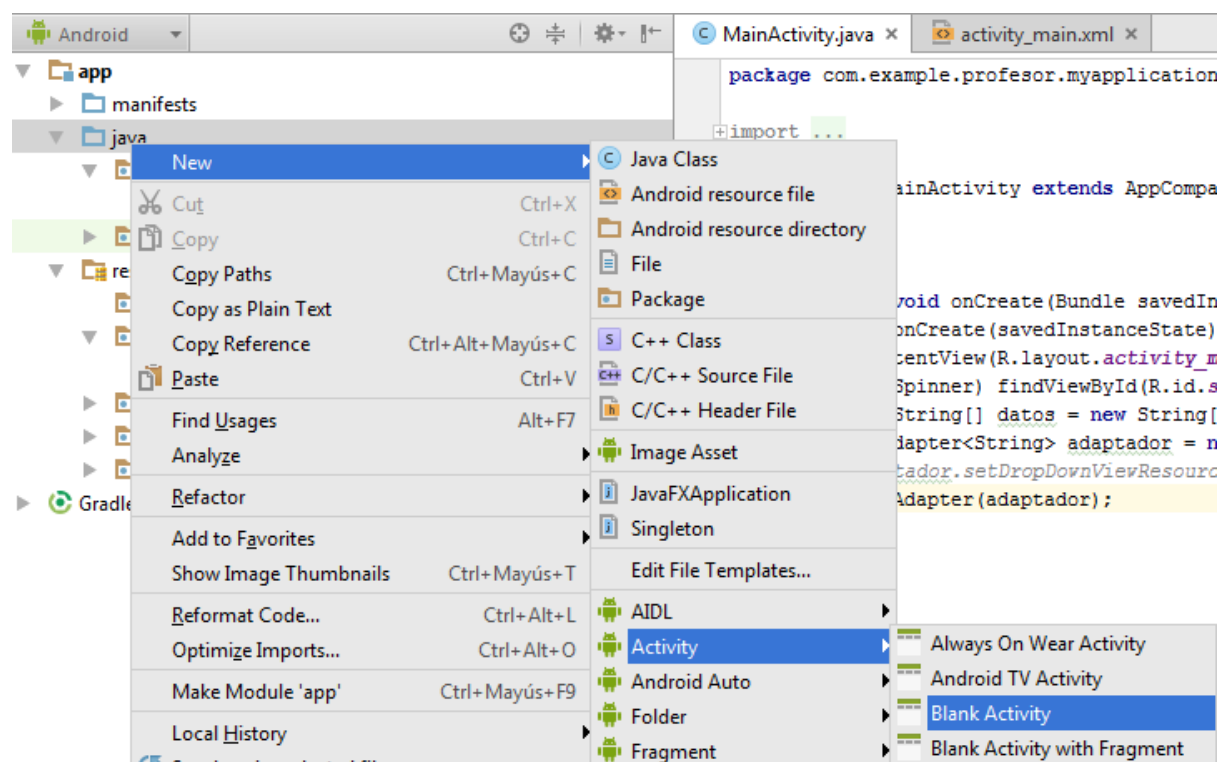 Android
MainActivity.java
activity_main.xml
app
manifests
java
re
Gradle
package com.example.profesor.myapplication
import ...
ainActivity extends AppCompa
void onCreate(Bundle savedIn
onCreate(savedInstanceState)
tentView(R.layout.activity_m
Spinner) findViewById(R.id.s
String[] datos = new String[
dapter<String> adaptador = n
tador.setDropDownViewResourc
Adapter(adaptador);
New
Cut Ctrl+X
Copy Ctrl+C
Copy Paths Ctrl+Mayús+C
Copy as Plain Text
Copy Reference Ctrl+Alt+Mayús+C
Paste Ctrl+V
Find Usages Alt+F7
Analyze
Refactor
Add to Favorites
Show Image Thumbnails Ctrl+Mayús+T
Reformat Code... Ctrl+Alt+L
Optimize Imports... Ctrl+Alt+O
Make Module 'app' Ctrl+Mayús+F9
Local History
Java Class
Android resource file
Android resource directory
File
Package
C++ Class
C/C++ Source File
C/C++ Header File
Image Asset
JavaFXApplication
Singleton
Edit File Templates...
AIDL
Activity
Android Auto
Folder
Fragment
Always On Wear Activity
Android TV Activity
Blank Activity
Blank Activity with Fragment